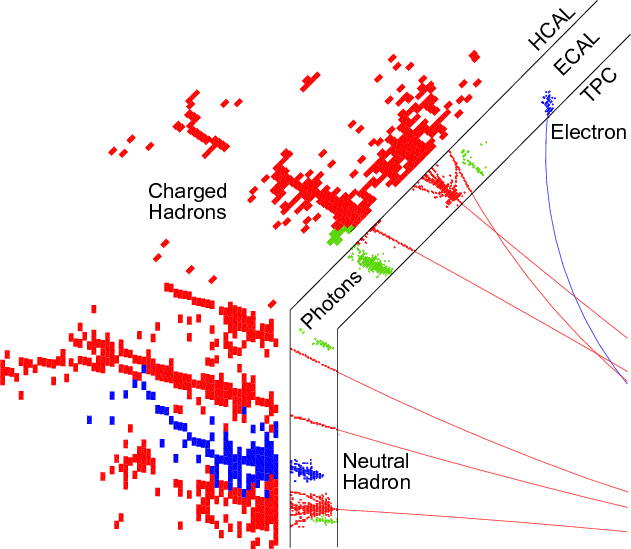 HCAL
ECAL
TPC
Electron
Charged
Hadrons
Photons
Neutral
Hadron